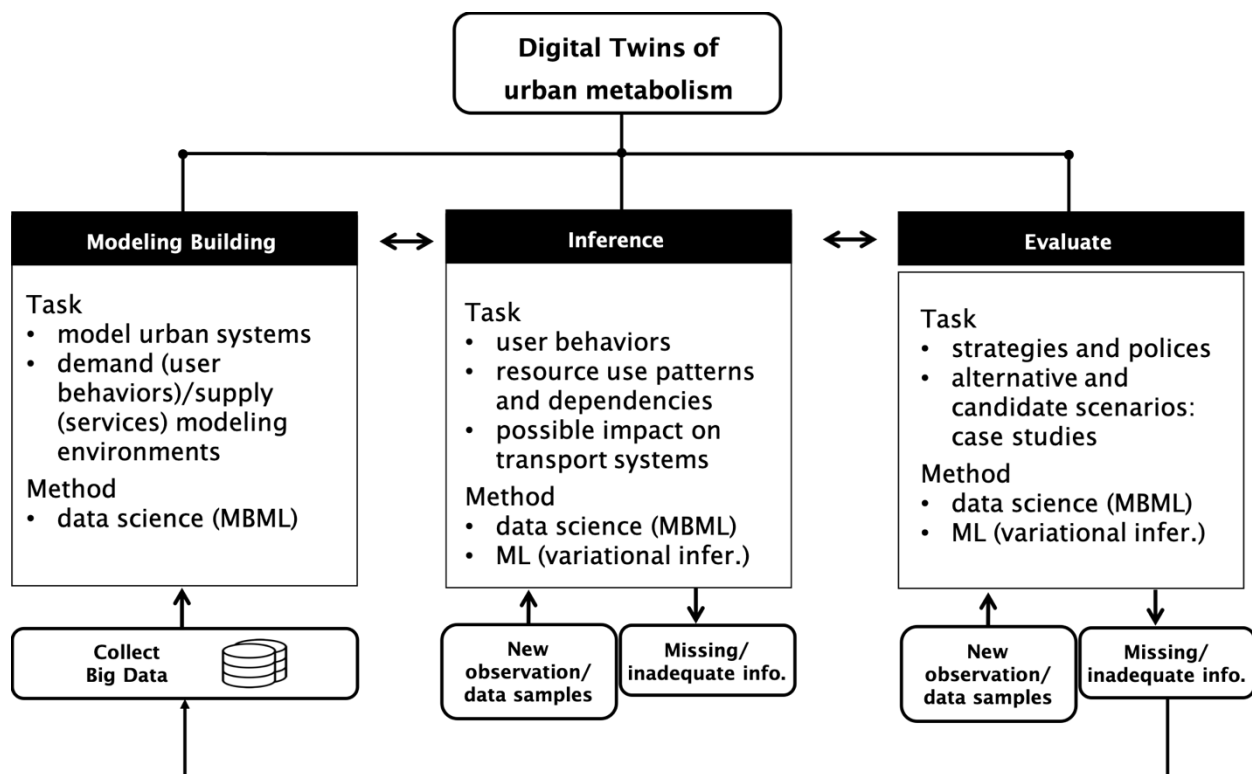 Digital Twins of
urban metabolism
Modeling Building
Task
• model urban systems
• demand (user
behaviors)/supply
(services) modeling
environments
Method
• data science (MBML)
Collect
Big Data
Inference
Task
• user behaviors
• resource use patterns
and dependencies
• possible impact on
transport systems
Method
• data science (MBML)
• ML (variational infer.)
New
observation/
data samples
Missing/
inadequate info.
Evaluate
Task
• strategies and polices
• alternative and
candidate scenarios:
case studies
Method
• data science (MBML)
• ML (variational infer.)
New
observation/
data samples
Missing/
inadequate info.